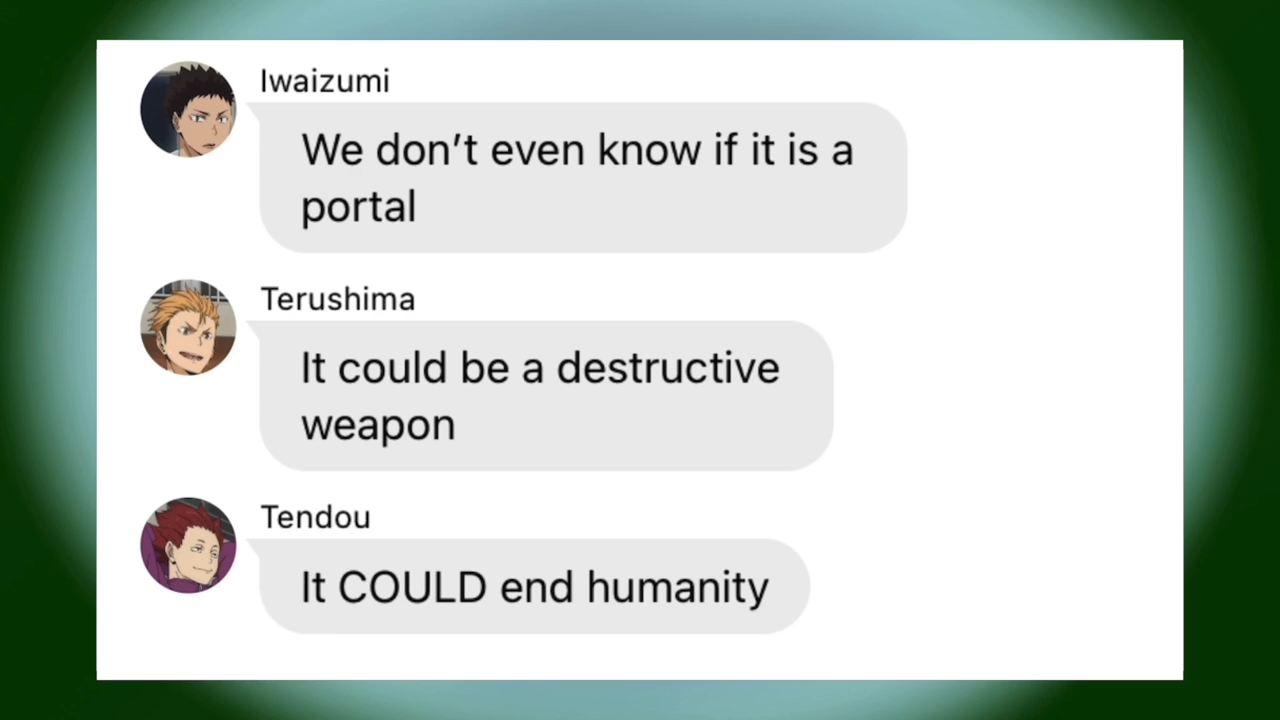 Iwaizumi
We don’t even know if it is a
portal
Terushima
It could be a destructive
weapon
Tendou
It COULD end humanity